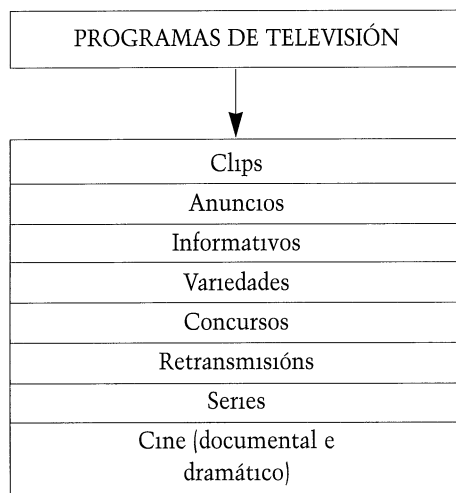 PROGRAMAS DE TELEVISIÓN
Clips
Anuncios
Informativos
Variedades
Concursos
Retransmisións
Series
Cine (documental e
dramático)